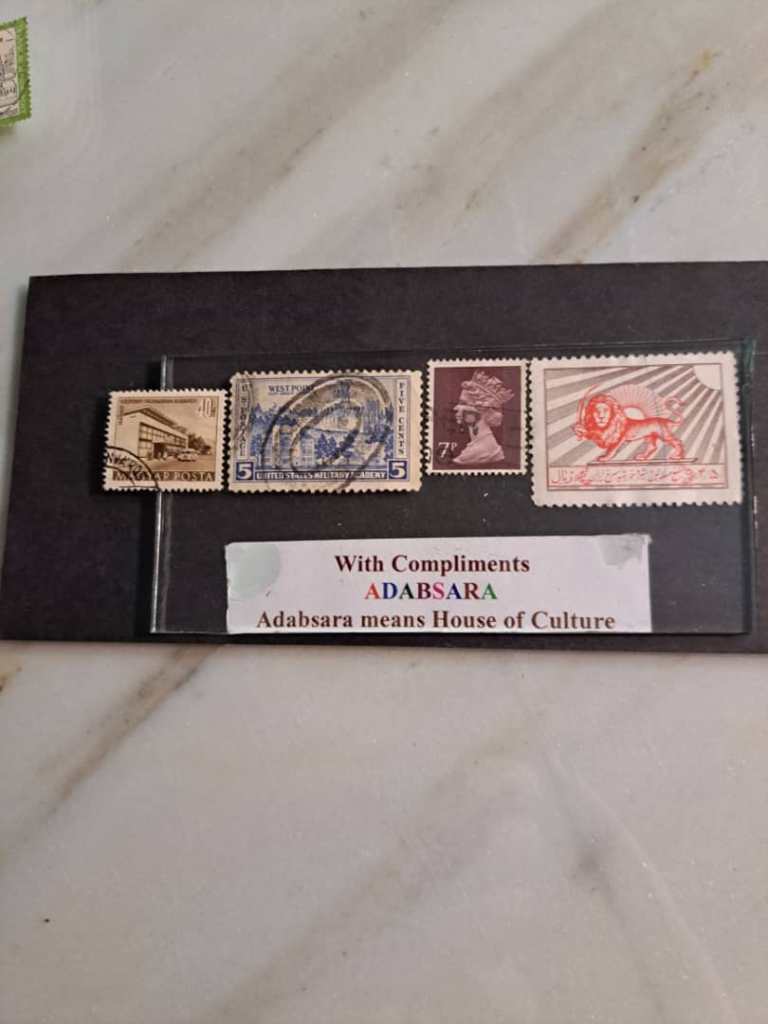 MAGYAR POSTA
U.S. POSTAGE
WEST POINT
FIVE CENTS
5 UNITED STATES MILITARY ACADEMY 5
7P
With Compliments
ADABSARA
Adabsara means House of Culture